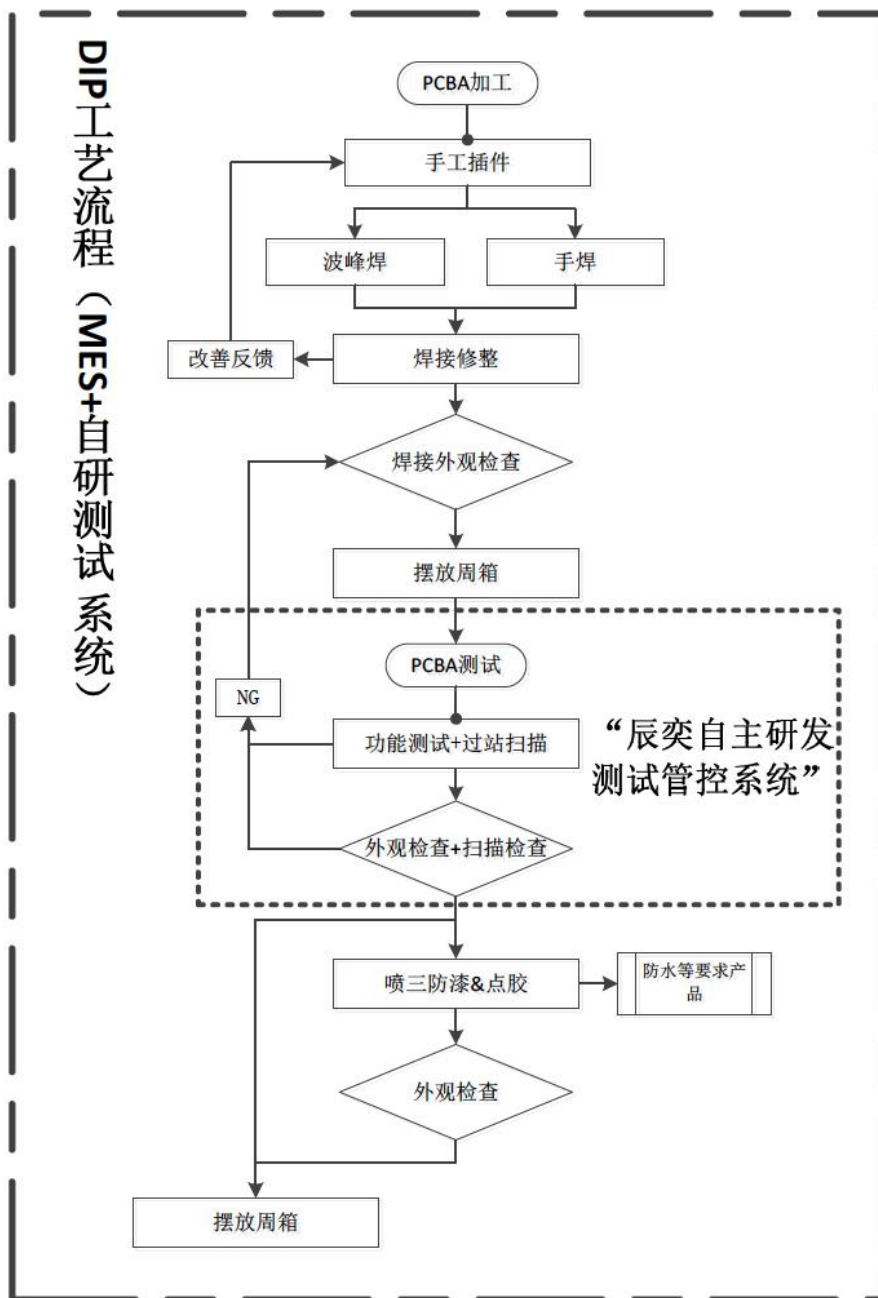 DIP工艺流程（MES+自研测试系统）
PCBA加工
手工插件
波峰焊
手焊
改善反馈
焊接修整
焊接外观检查
摆放周箱
PCBA测试
NG
功能测试+过站扫描
“辰奕自主研发
测试管控系统”
外观检查+扫描检查
喷三防漆&点胶
防水等要求产
品
外观检查
摆放周箱